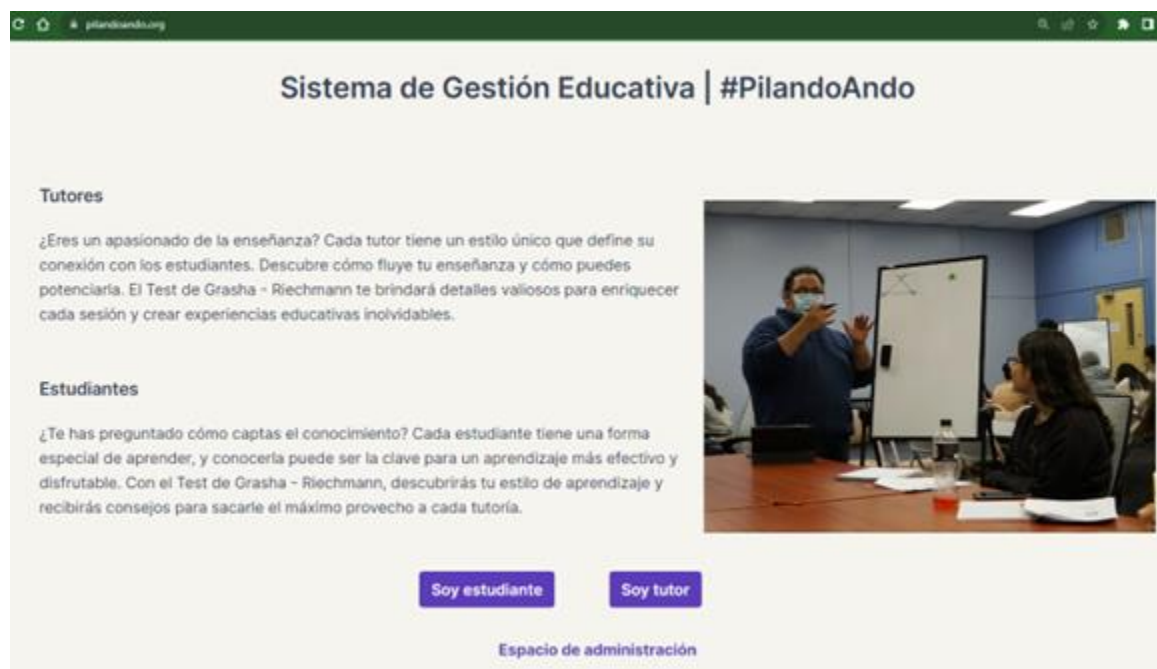 pilandoando.org
Sistema de Gestión Educativa | #PilandoAndo
Tutores
¿Eres un apasionado de la enseñanza? Cada tutor tiene un estilo único que define su
conexión con los estudiantes. Descubre cómo fluye tu enseñanza y cómo puedes
potenciarla. El Test de Grasha - Riechmann te brindará detalles valiosos para enriquecer
cada sesión y crear experiencias educativas inolvidables.
Estudiantes
¿Te has preguntado cómo captas el conocimiento? Cada estudiante tiene una forma
especial de aprender, y conocerla puede ser la clave para un aprendizaje más efectivo y
disfrutable. Con el Test de Grasha - Riechmann, descubrirás tu estilo de aprendizaje y
recibirás consejos para sacarle el máximo provecho a cada tutoría.
Soy estudiante
Soy tutor
Espacio de administración